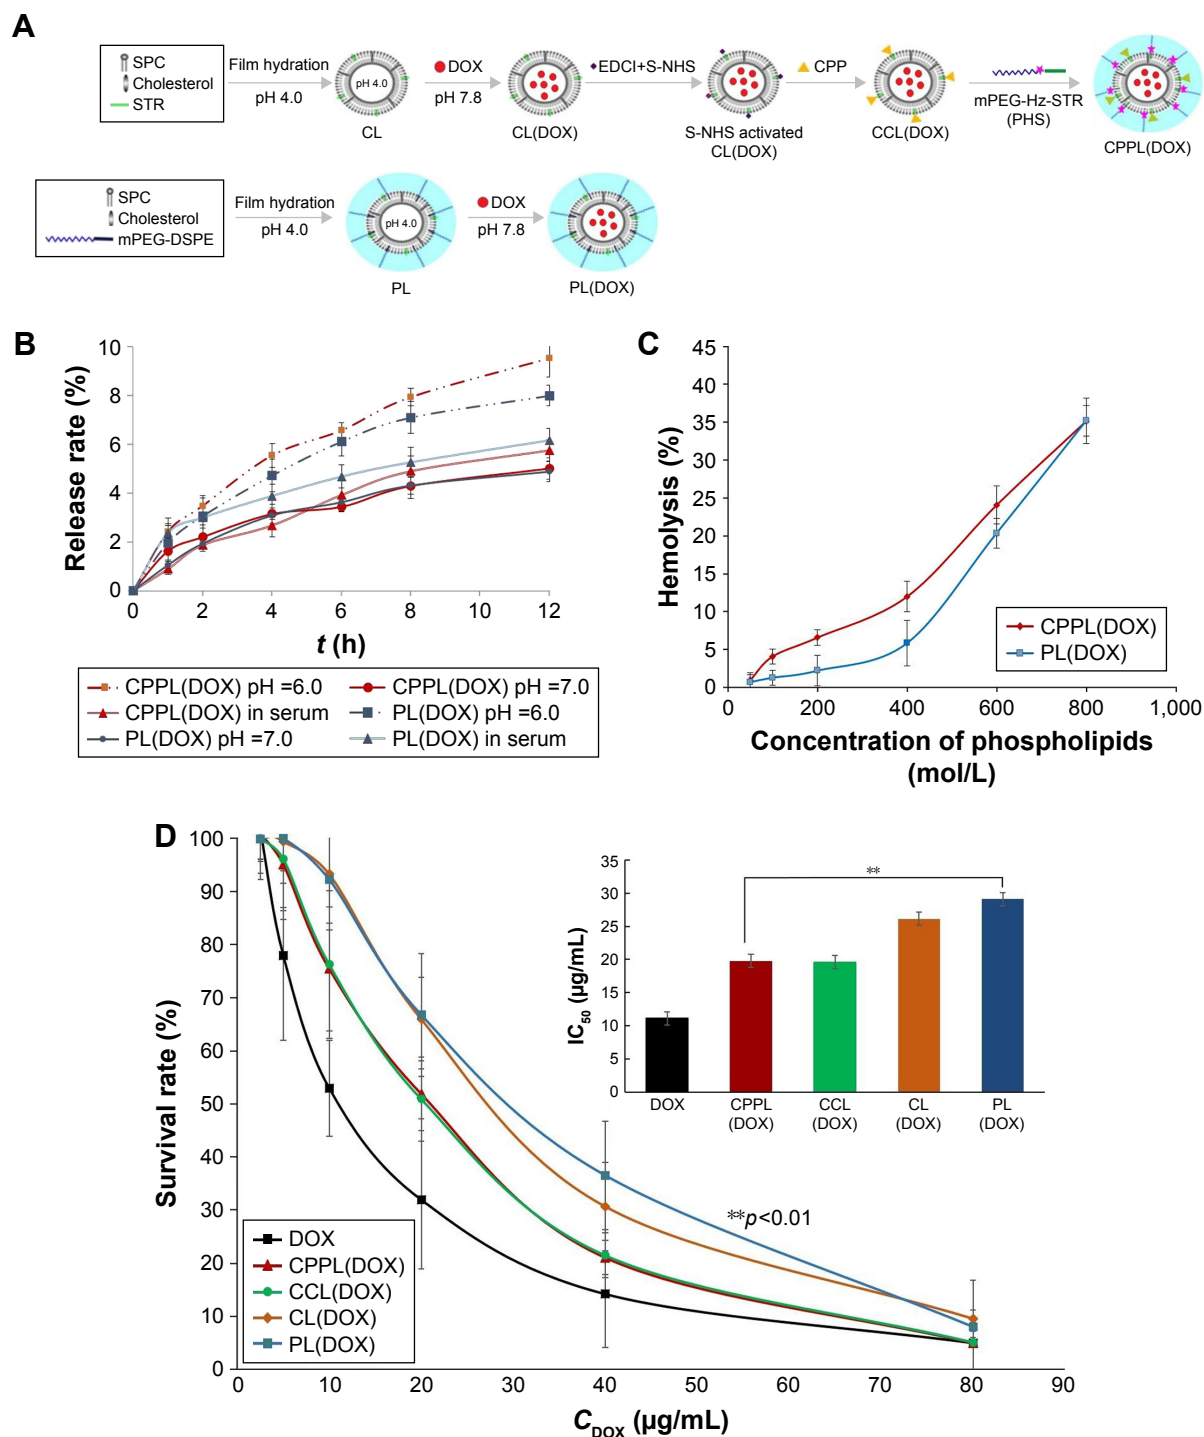 A
SPC
Cholesterol
STR
Film hydration
pH 4.0
pH 4.0
CL
DOX
pH 7.8
CL(DOX)
EDCI+S-NHS
S-NHS activated
CL(DOX)
CPP
CCL(DOX)
mPEG-Hz-STR
(PHS)
CPPL(DOX)
SPC
Cholesterol
mPEG-DSPE
Film hydration
pH 4.0
pH 4.0
PL
DOX
pH 7.8
PL(DOX)
B
Release rate (%)
10
8
6
4
2
0
0 2 4 6 8 10 12
t (h)
CPPL(DOX) pH =6.0
CPPL(DOX) pH =7.0
CPPL(DOX) in serum
PL(DOX) pH =6.0
PL(DOX) pH =7.0
PL(DOX) in serum
C
Hemolysis (%)
45
40
35
30
25
20
15
10
5
0
0 200 400 600 800 1,000
CPPL(DOX)
PL(DOX)
Concentration of phospholipids
(mol/L)
D
Survival rate (%)
100
90
80
70
60
50
40
30
20
10
0
0 10 20 30 40 50 60 70 80 90
C_DOX (µg/mL)
DOX
CPPL(DOX)
CCL(DOX)
CL(DOX)
PL(DOX)
**p<0.01
IC50 (µg/mL)
35
30
25
20
15
10
5
0
**
DOX
CPPL
(DOX)
CCL
(DOX)
CL
(DOX)
PL
(DOX)